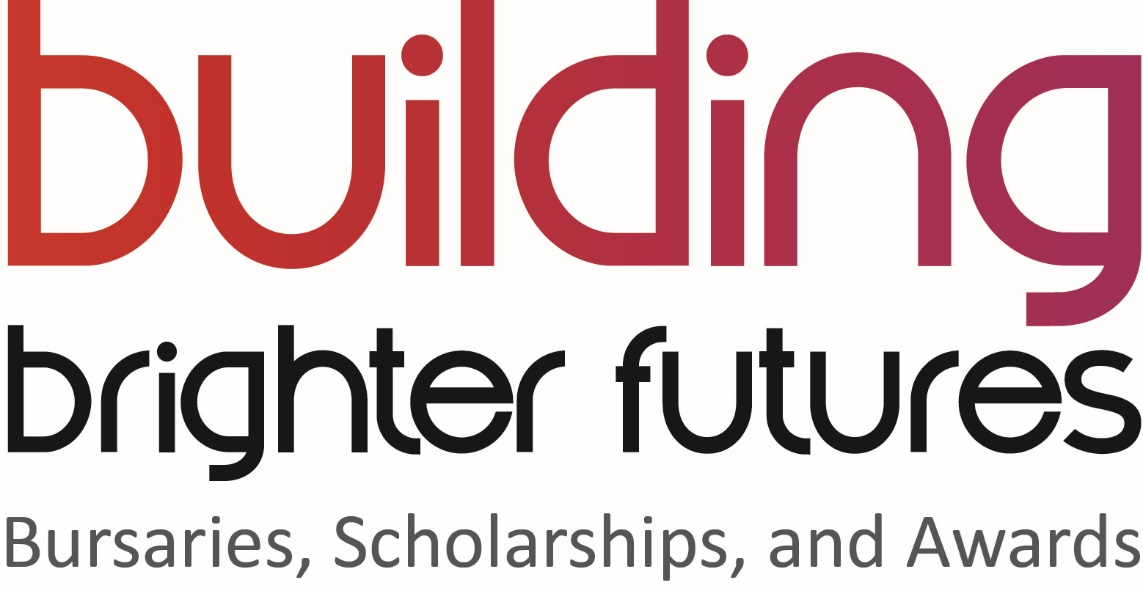 building
brighter futures
Bursaries, Scholarships, and Awards